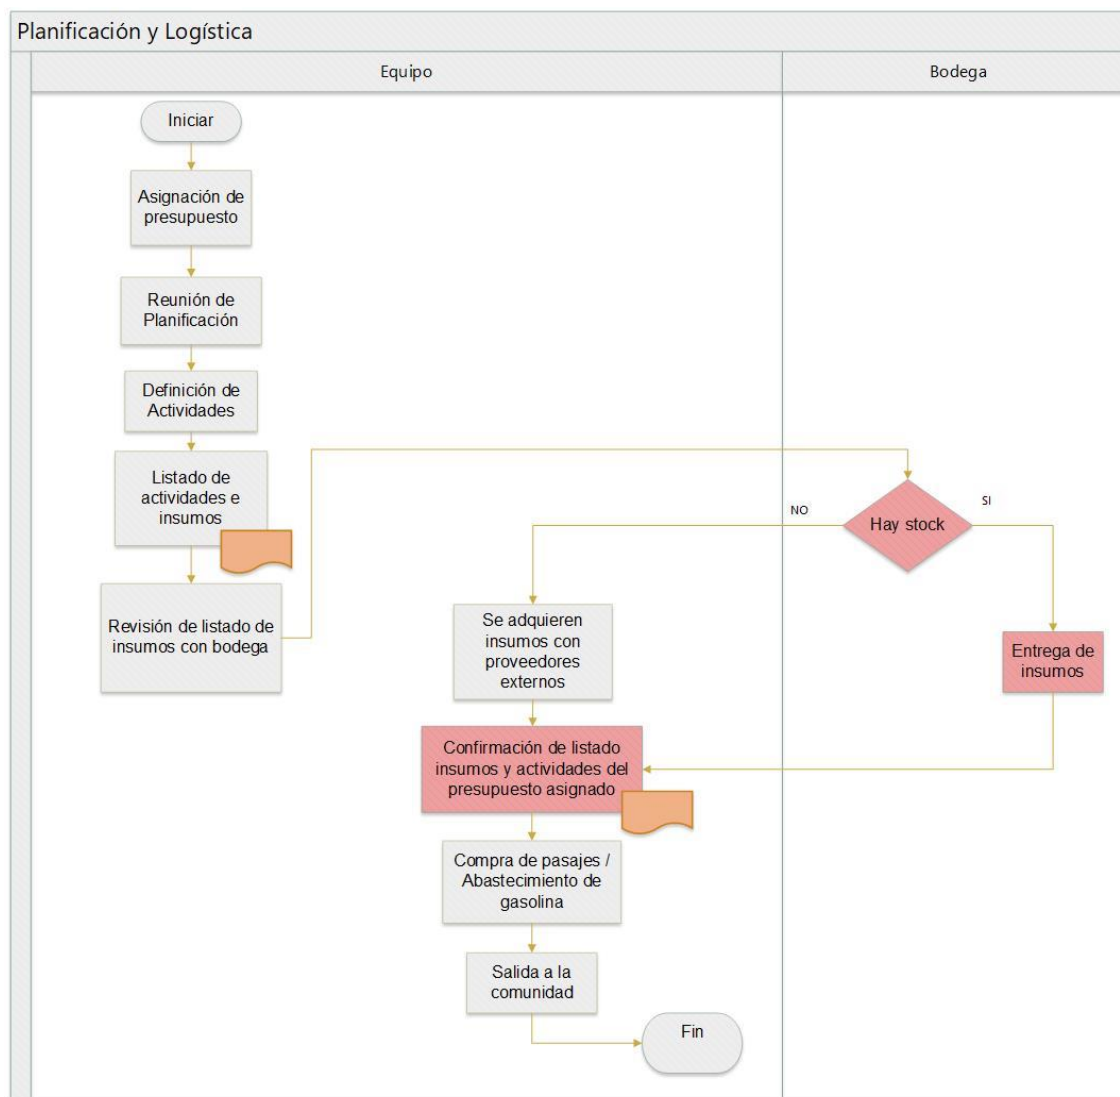 Planificación y Logística
Equipo
Bodega
Iniciar
Asignación de
presupuesto
Reunión de
Planificación
Definición de
Actividades
Listado de
actividades e
insumos
Revisión de listado de
insumos con bodega
Hay stock
NO
SI
Se adquieren
insumos con
proveedores
externos
Entrega de
insumos
Confirmación de listado
insumos y actividades del
presupuesto asignado
Compra de pasajes /
Abastecimiento de
gasolina
Salida a la
comunidad
Fin